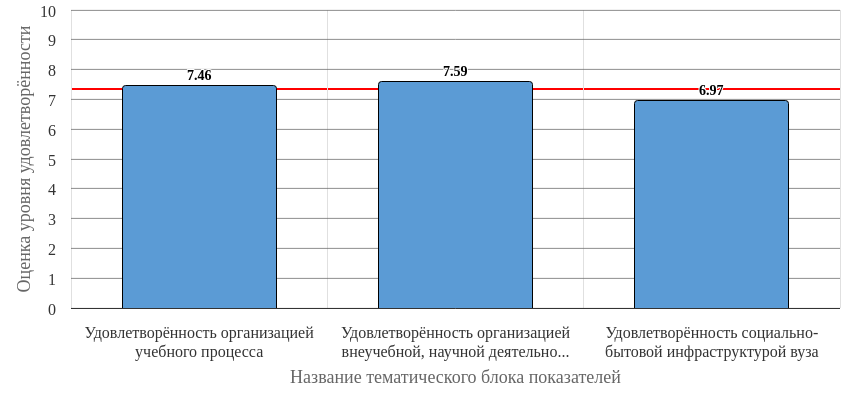 Оценка уровня удовлетворённости
10
9
8
7
6
5
4
3
2
1
0
7.46
7.59
6.97
Удовлетворённость организацией
учебного процесса
Удовлетворённость организацией
внеучебной, научной деятельно...
Удовлетворённость социально-
бытовой инфраструктурой вуза
Название тематического блока показателей